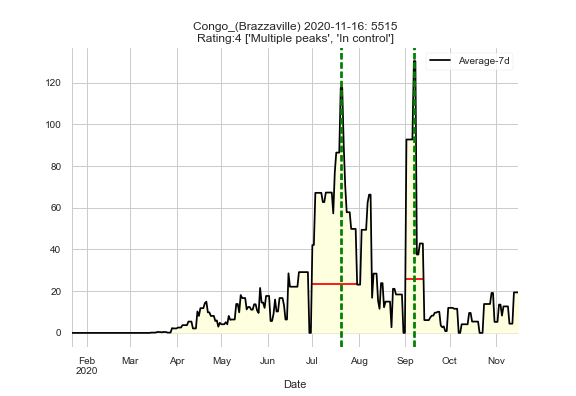 Congo_(Brazzaville) 2020-11-16: 5515
Rating:4 ['Multiple peaks', 'In control']
Average-7d
120
100
80
60
40
20
0
Feb Mar Apr May Jun Jul Aug Sep Oct Nov
2020
Date